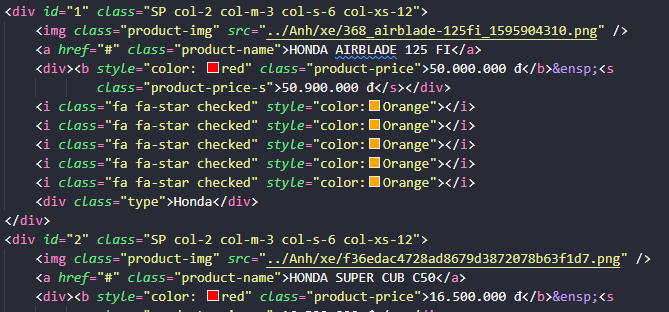 <div id="1" class="SP col-2 col-m-3 col-s-6 col-xs-12">
<img class="product-img" src="../Anh/xe/368_airblade-125fi_1595904310.png" />
<a href="#" class="product-name">HONDA AIRBLADE 125 FI</a>
<div><b style="color: red" class="product-price">50.000.000 đ</b>&ensp;<s
class="product-price-s">50.900.000 đ</s></div>
<i class="fa fa-star checked" style="color:Orange"></i>
<i class="fa fa-star checked" style="color:Orange"></i>
<i class="fa fa-star checked" style="color:Orange"></i>
<i class="fa fa-star checked" style="color:Orange"></i>
<i class="fa fa-star checked" style="color:Orange"></i>
<div class="type">Honda</div>
</div>
<div id="2" class="SP col-2 col-m-3 col-s-6 col-xs-12">
<img class="product-img" src="../Anh/xe/f36edac4728ad8679d3872078b63f1d7.png" />
<a href="#" class="product-name">HONDA SUPER CUB C50</a>
<div><b style="color: red" class="product-price">16.500.000 đ</b>&ensp;<s